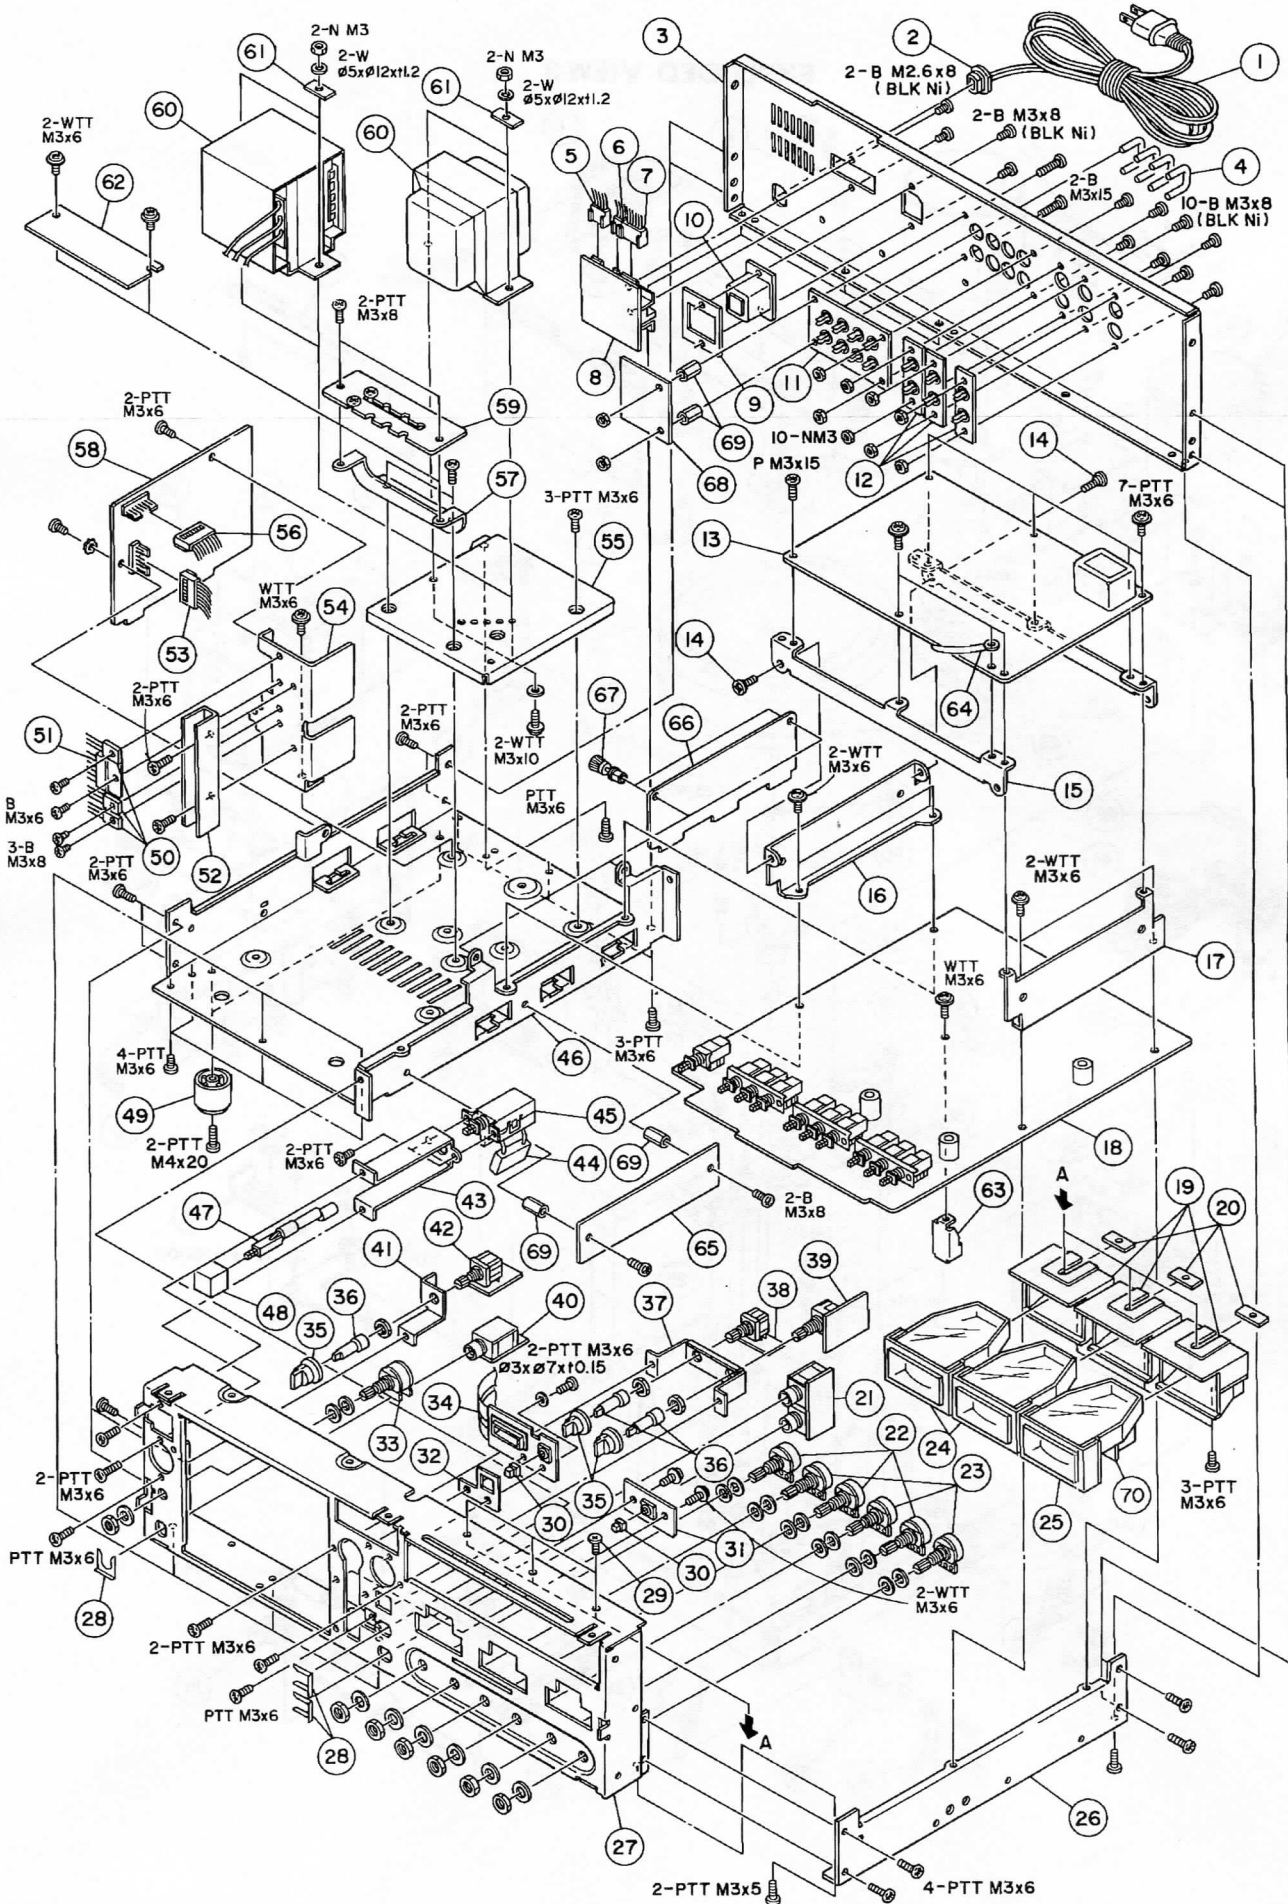 2-N M3
61
2-W
Ø5xØ12xt1.2
60
2-WTT
M3x6
62
2-N M3
61
2-W
Ø5xØ12xt1.2
60
5
6
7
3
2
2-B M2.6x8
(BLK Ni)
1
2-B M3x8
(BLK Ni)
4
2-B
M3x15
10-B M3x8
(BLK Ni)
10
2-PTT
M3x8
8
11
9
59
69
10-NM3
12
68
P M3x15
14
2-PTT
M3x6
58
57
3-PTT M3x6
7-PTT
M3x6
13
56
55
WTT
M3x6
54
53
14
64
2-PTT
M3x6
51
67
66
2-PTT
M3x6
2-WTT
M3x10
2-WTT
M3x6
15
B
M3x6
PTT
M3x6
3-B
M3x8
50
2-PTT
M3x6
52
16
2-WTT
M3x6
17
WTT
M3x6
4-PTT
M3x6
46
3-PTT
M3x6
49
45
2-PTT
M4x20
2-PTT
M3x6
69
18
44
43
2-B
M3x8
63
A
19
20
47
42
69
65
41
48
40
39
38
37
36
35
2-PTT M3x6
Ø3xØ7xt0.15
34
33
21
22
32
36
23
24
35
30
70
25
3-PTT
M3x6
2-PTT
M3x6
31
30
29
2-WTT
M3x6
PTT M3x6
28
2-PTT M3x6
PTT M3x6
28
A
27
26
2-PTT M3x5
4-PTT M3x6